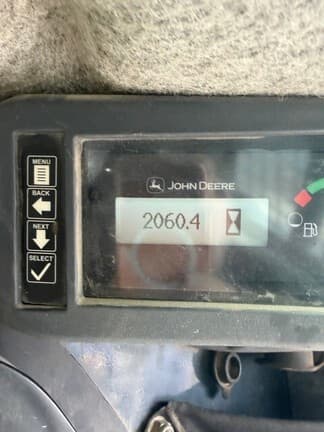 MENU
BACK
NEXT
SELECT
JOHN DEERE
2060.4